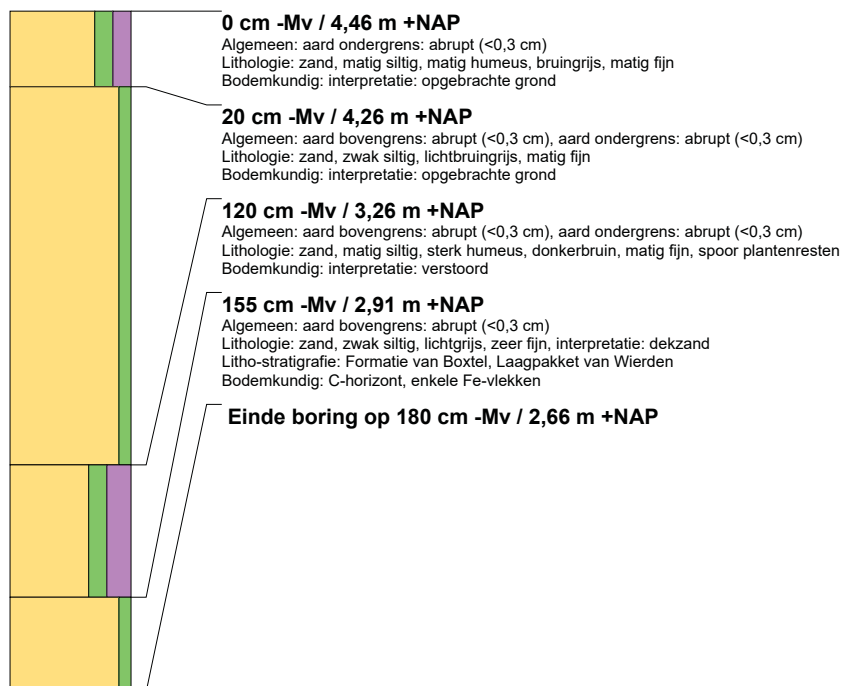 0 cm -Mv / 4,46 m +NAP
Algemeen: aard ondergrens: abrupt (<0,3 cm)
Lithologie: zand, matig siltig, matig humeus, bruingrijs, matig fijn
Bodemkundig: interpretatie: opgebrachte grond
20 cm -Mv / 4,26 m +NAP
Algemeen: aard bovengrens: abrupt (<0,3 cm), aard ondergrens: abrupt (<0,3 cm)
Lithologie: zand, zwak siltig, lichtbruingrijs, matig fijn
Bodemkundig: interpretatie: opgebrachte grond
120 cm -Mv / 3,26 m +NAP
Algemeen: aard bovengrens: abrupt (<0,3 cm), aard ondergrens: abrupt (<0,3 cm)
Lithologie: zand, matig siltig, sterk humeus, donkerbruin, matig fijn, spoor plantenresten
Bodemkundig: interpretatie: verstoord
155 cm -Mv / 2,91 m +NAP
Algemeen: aard bovengrens: abrupt (<0,3 cm)
Lithologie: zand, zwak siltig, lichtgrijs, zeer fijn, interpretatie: dekzand
Litho-stratigrafie: Formatie van Boxtel, Laagpakket van Wierden
Bodemkundig: C-horizont, enkele Fe-vlekken
Einde boring op 180 cm -Mv / 2,66 m +NAP